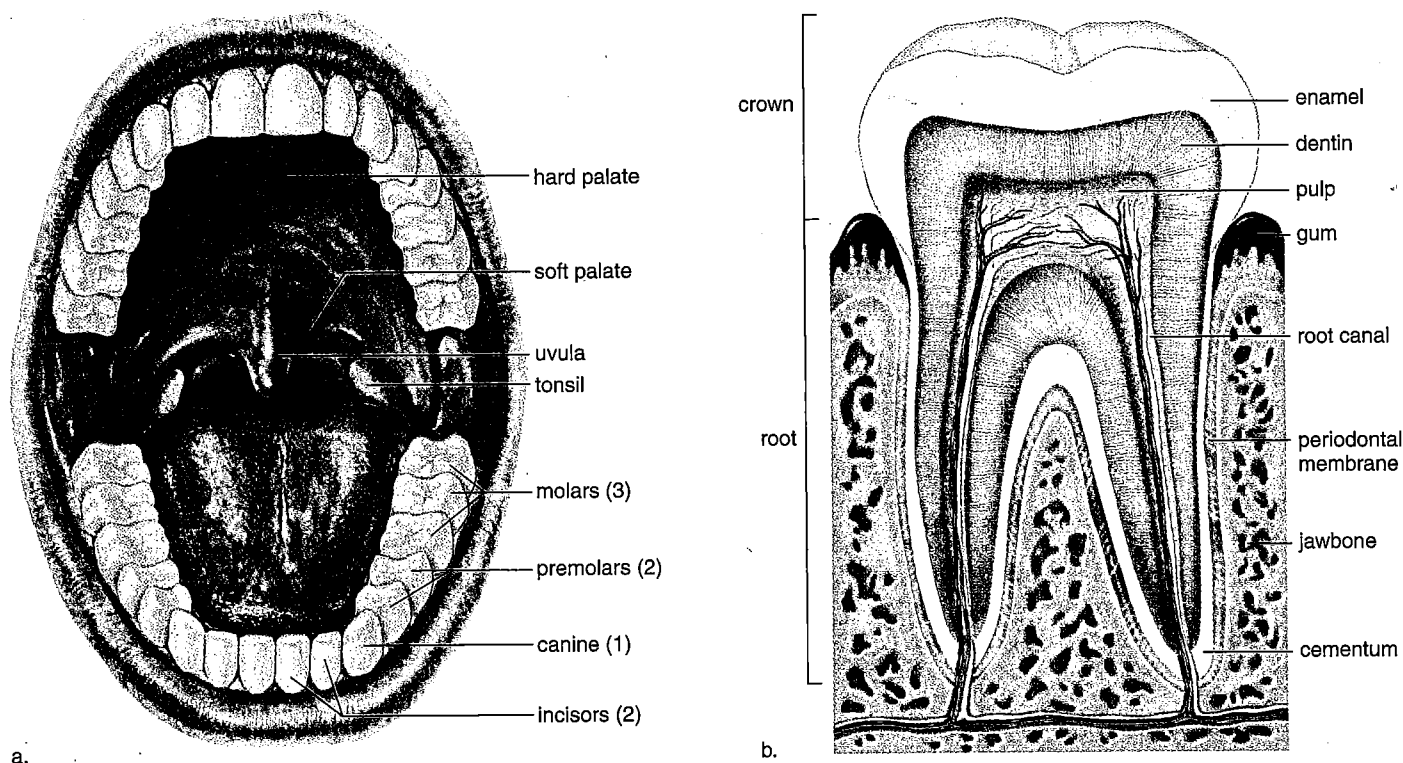 hard palate
soft palate
uvula
tonsil
molars (3)
premolars (2)
canine (1)
incisors (2)
a.
crown
root
enamel
dentin
pulp
gum
root canal
periodontal
membrane
jawbone
cementum
b.